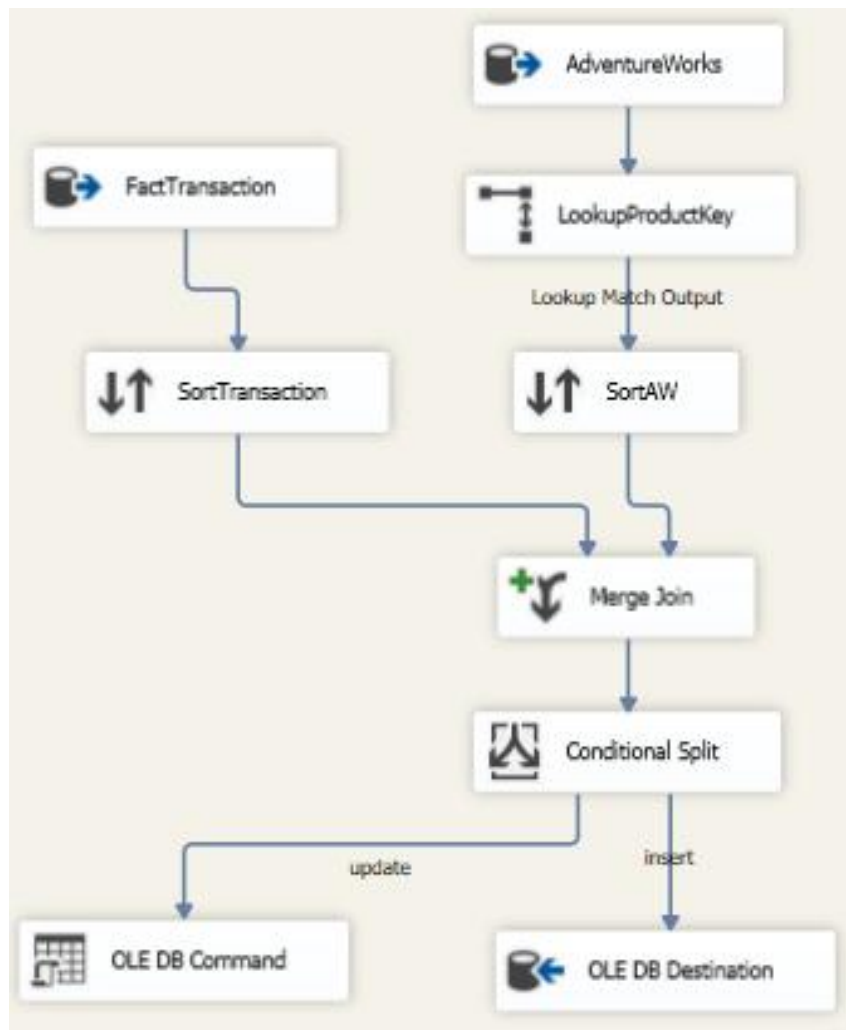 AdventureWorks
FactTransaction
LookupProductKey
Lookup Match Output
SortTransaction
SortAW
Merge Join
Conditional Split
update
insert
OLE DB Command
OLE DB Destination